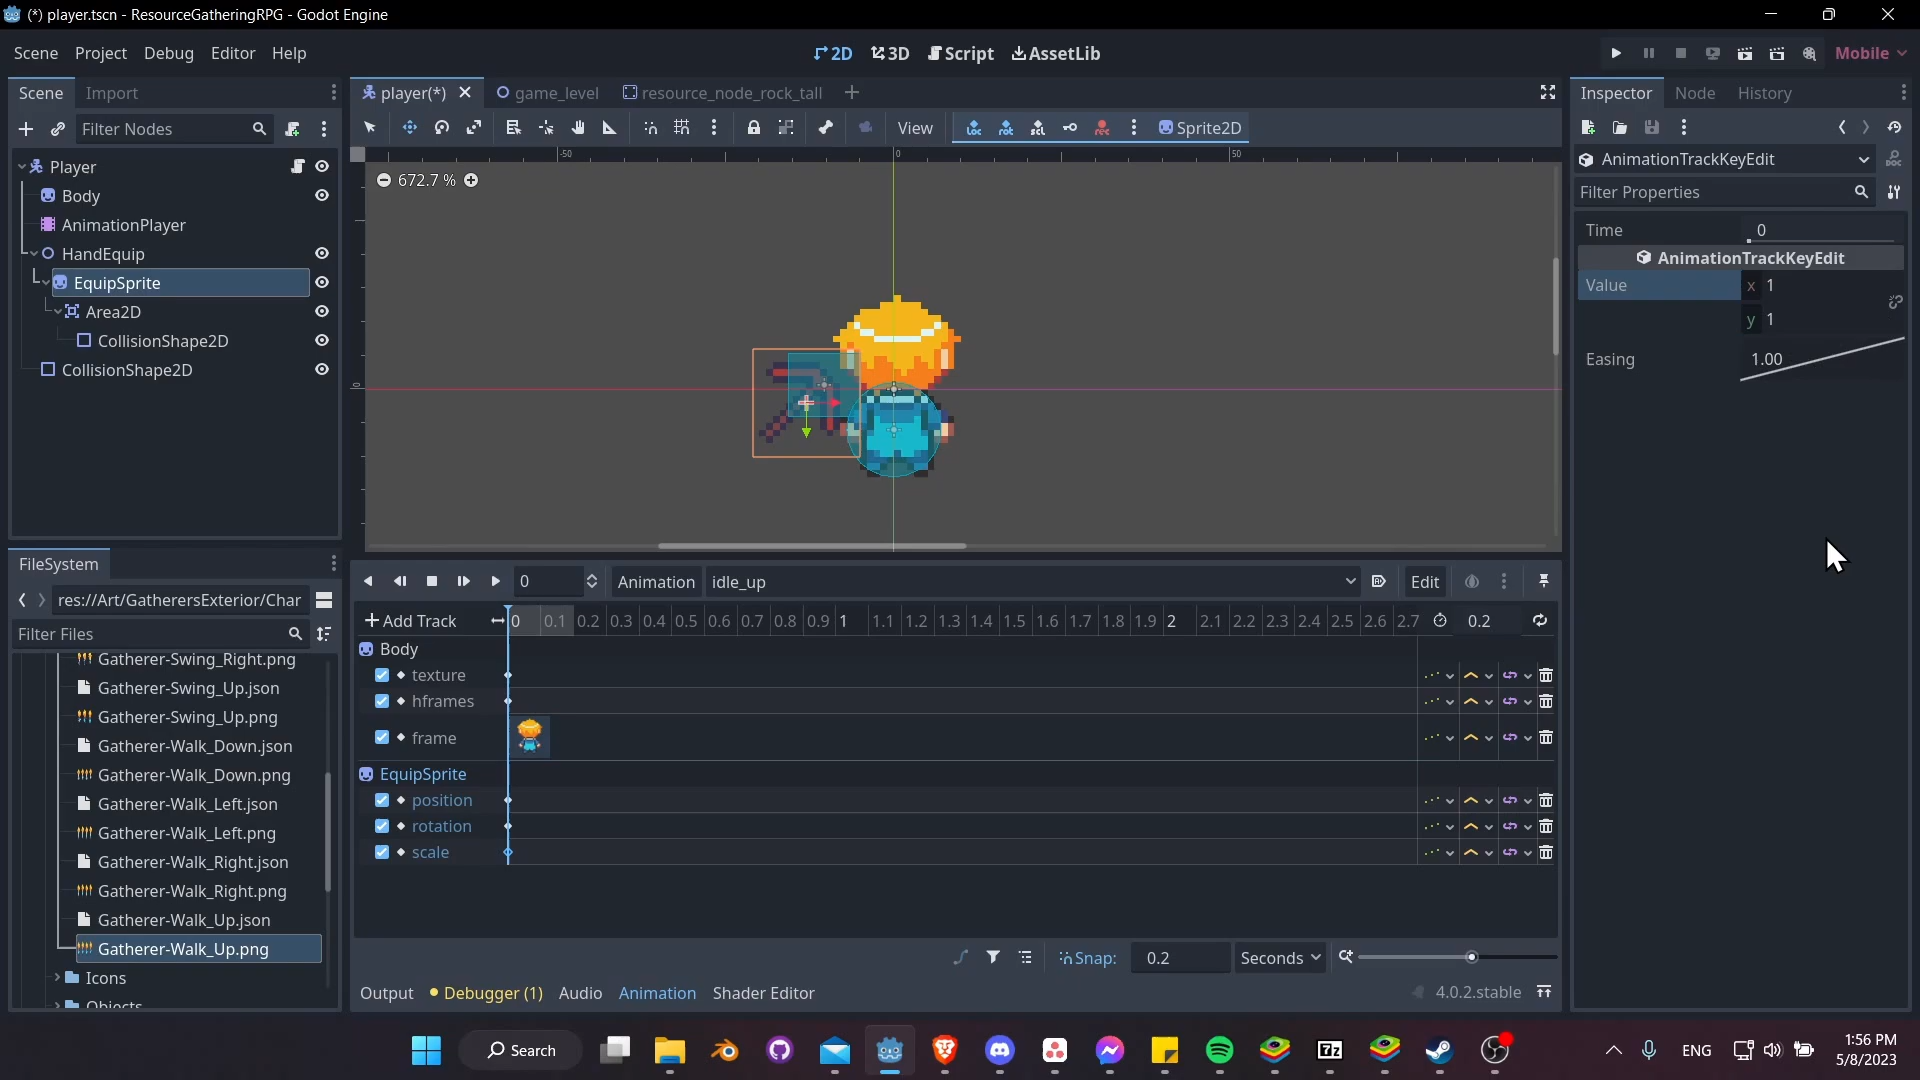 (*) player.tscn - ResourceGatheringRPG - Godot Engine
Scene Project Debug Editor Help
2D 3D Script AssetLib
Mobile
Scene Import
player(*) game_level resource_node_rock_tall
Inspector Node History
Filter Nodes
View Sprite2D
AnimationTrackKeyEdit
Filter Properties
Player
Body
AnimationPlayer
HandEquip
EquipSprite
Area2D
CollisionShape2D
CollisionShape2D
-50 0 50
672.7 %
0
Time 0
AnimationTrackKeyEdit
Value x 1
y 1
Easing 1.00
FileSystem
res://Art/GatherersExterior/Char
Filter Files
Gatherer-Swing_Right.png
Gatherer-Swing_Up.json
Gatherer-Swing_Up.png
Gatherer-Walk_Down.json
Gatherer-Walk_Down.png
Gatherer-Walk_Left.json
Gatherer-Walk_Left.png
Gatherer-Walk_Right.json
Gatherer-Walk_Right.png
Gatherer-Walk_Up.json
Gatherer-Walk_Up.png
Icons
Objects
0 Animation idle_up Edit
Add Track 0 0.1 0.2 0.3 0.4 0.5 0.6 0.7 0.8 0.9 1 1.1 1.2 1.3 1.4 1.5 1.6 1.7 1.8 1.9 2 2.1 2.2 2.3 2.4 2.5 2.6 2.7 0.2
Body
texture
hframes
frame
EquipSprite
position
rotation
scale
Snap: 0.2 Seconds
Output Debugger (1) Audio Animation Shader Editor
4.0.2.stable
Search
ENG
1:56 PM
5/8/2023